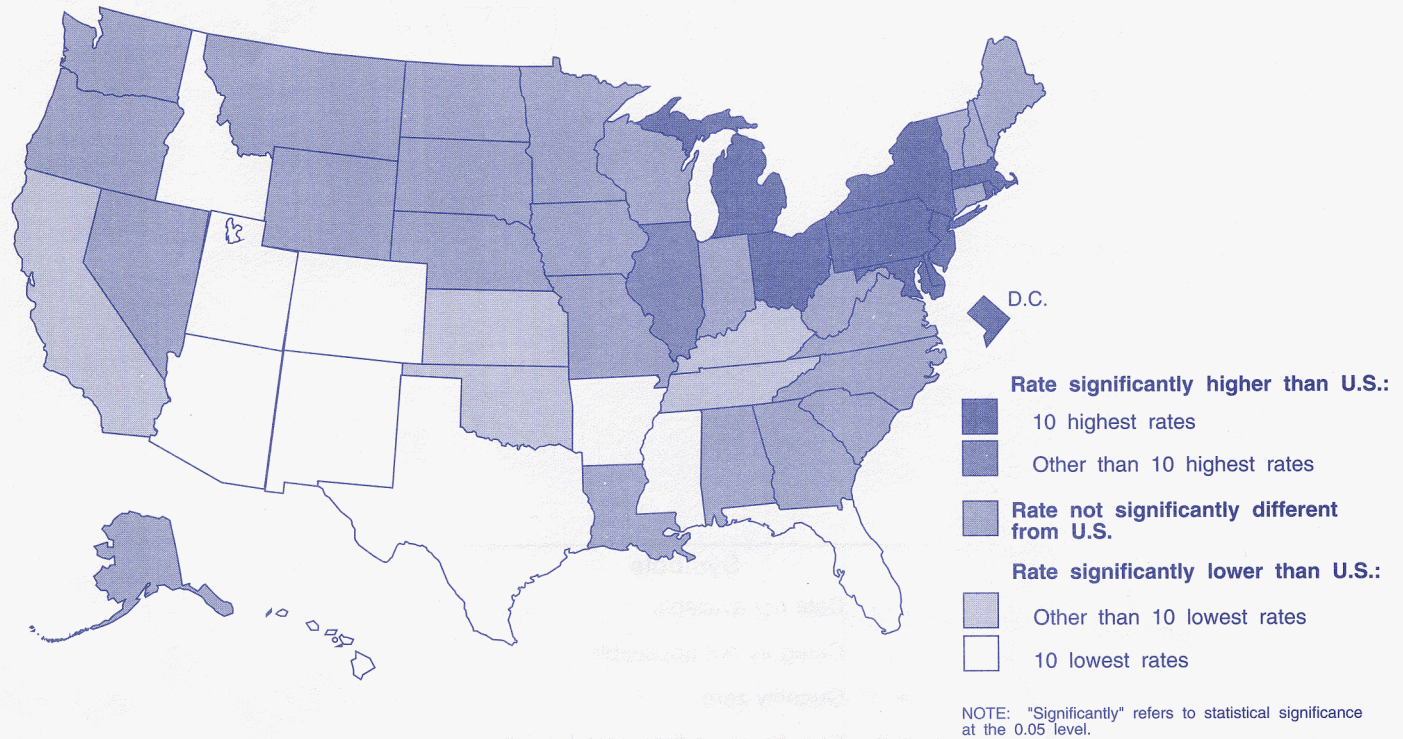 D.C.
Rate significantly higher than U.S.:
10 highest rates
Other than 10 highest rates
Rate not significantly different
from U.S.
Rate significantly lower than U.S.:
Other than 10 lowest rates
10 lowest rates
NOTE: "Significantly" refers to statistical significance
at the 0.05 level.